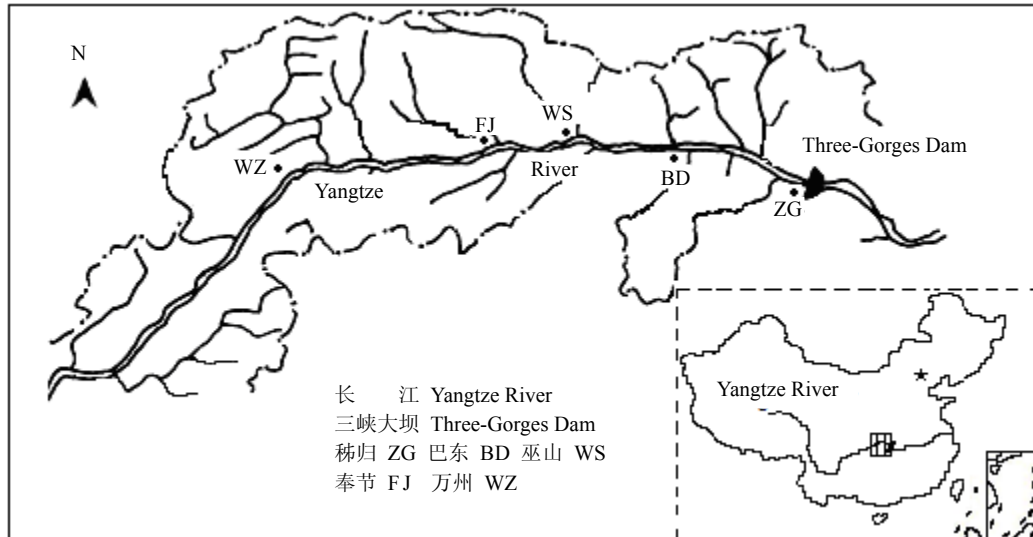 N
WS
FJ
Three-Gorges Dam
WZ
River
BD
Yangtze
ZG
长 江 Yangtze River
三峡大坝 Three-Gorges Dam
秭归 ZG 巴东 BD 巫山 WS
奉节 FJ 万州 WZ
Yangtze River